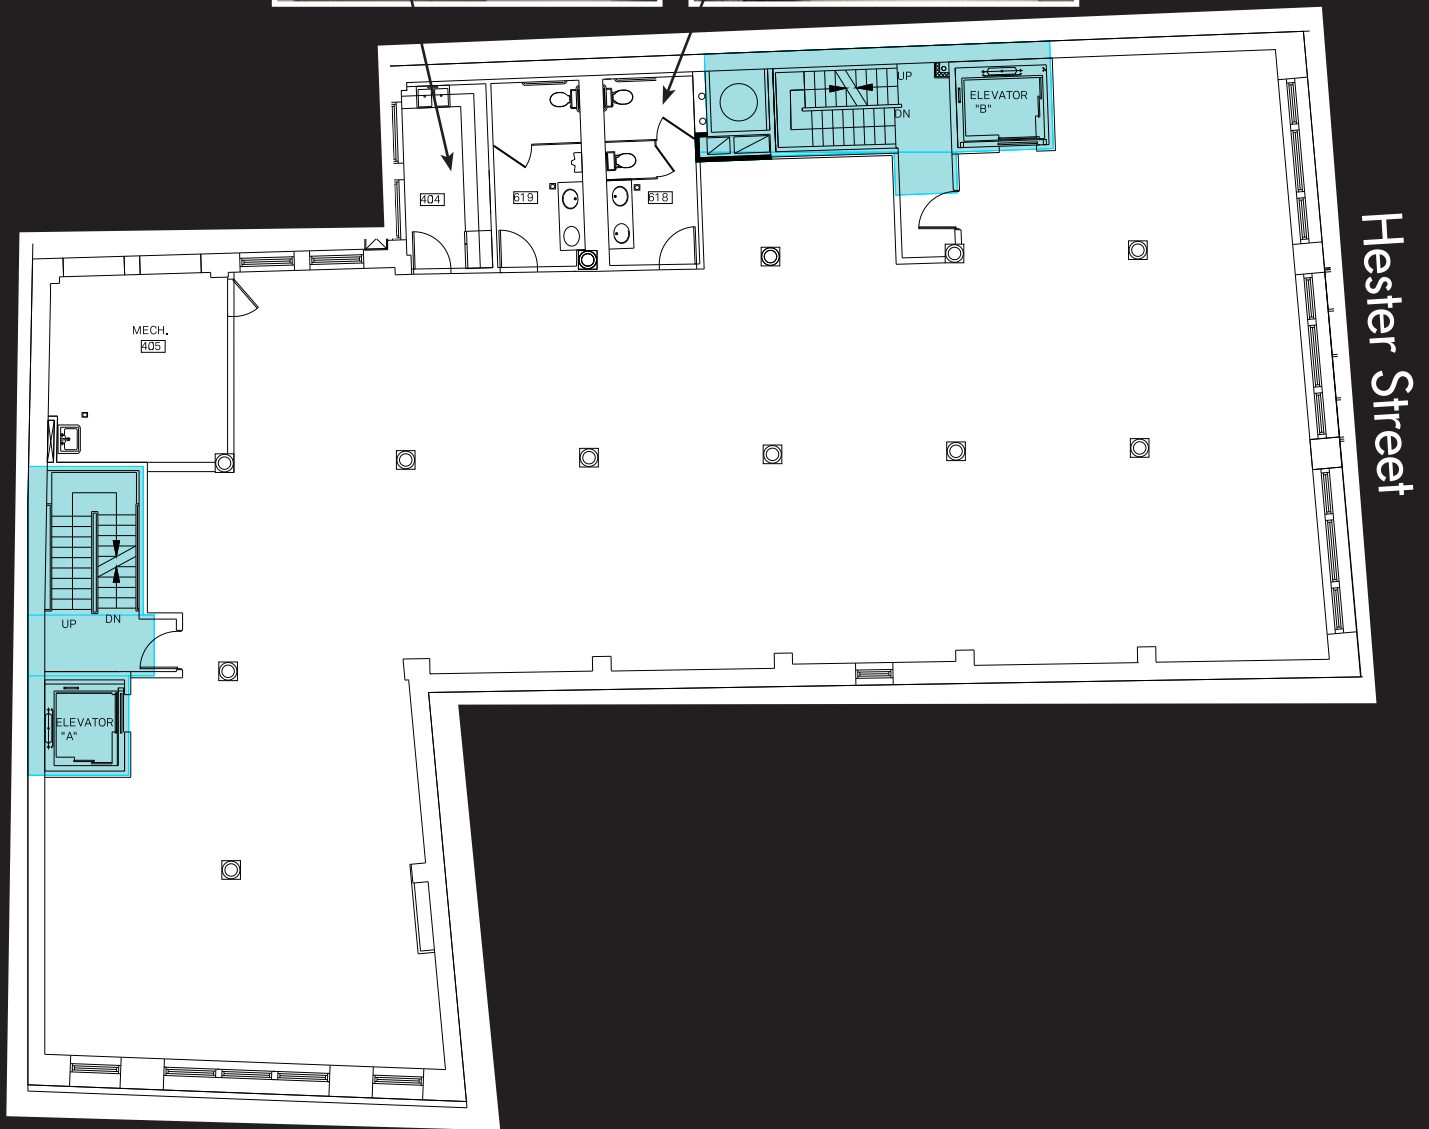 UP
DN
ELEVATOR
"B"
404
619
618
MECH.
405
Hester Street
UP
DN
ELEVATOR
"A"